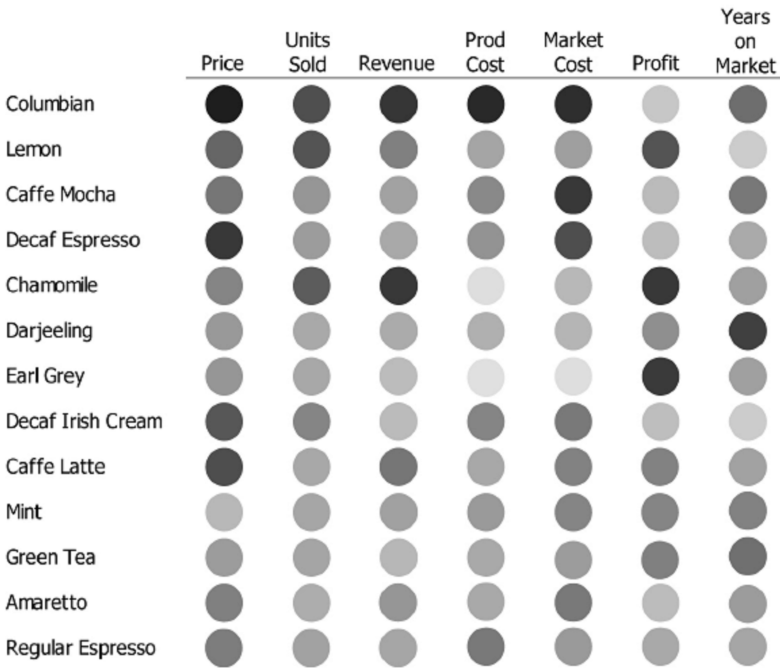 Years
Units Prod Market on
Price Sold Revenue Cost Cost Profit Market
Columbian
Lemon
Caffe Mocha
Decaf Espresso
Chamomile
Darjeeling
Earl Grey
Decaf Irish Cream
Caffe Latte
Mint
Green Tea
Amaretto
Regular Espresso